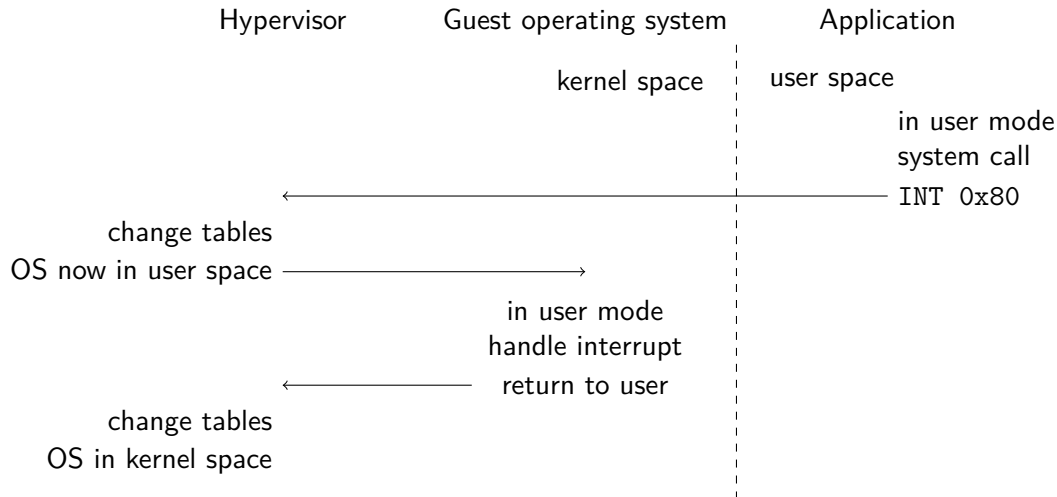 Hypervisor Guest operating system Application
kernel space user space
in user mode
system call
INT 0x80
change tables
OS now in user space
in user mode
handle interrupt
return to user
change tables
OS in kernel space